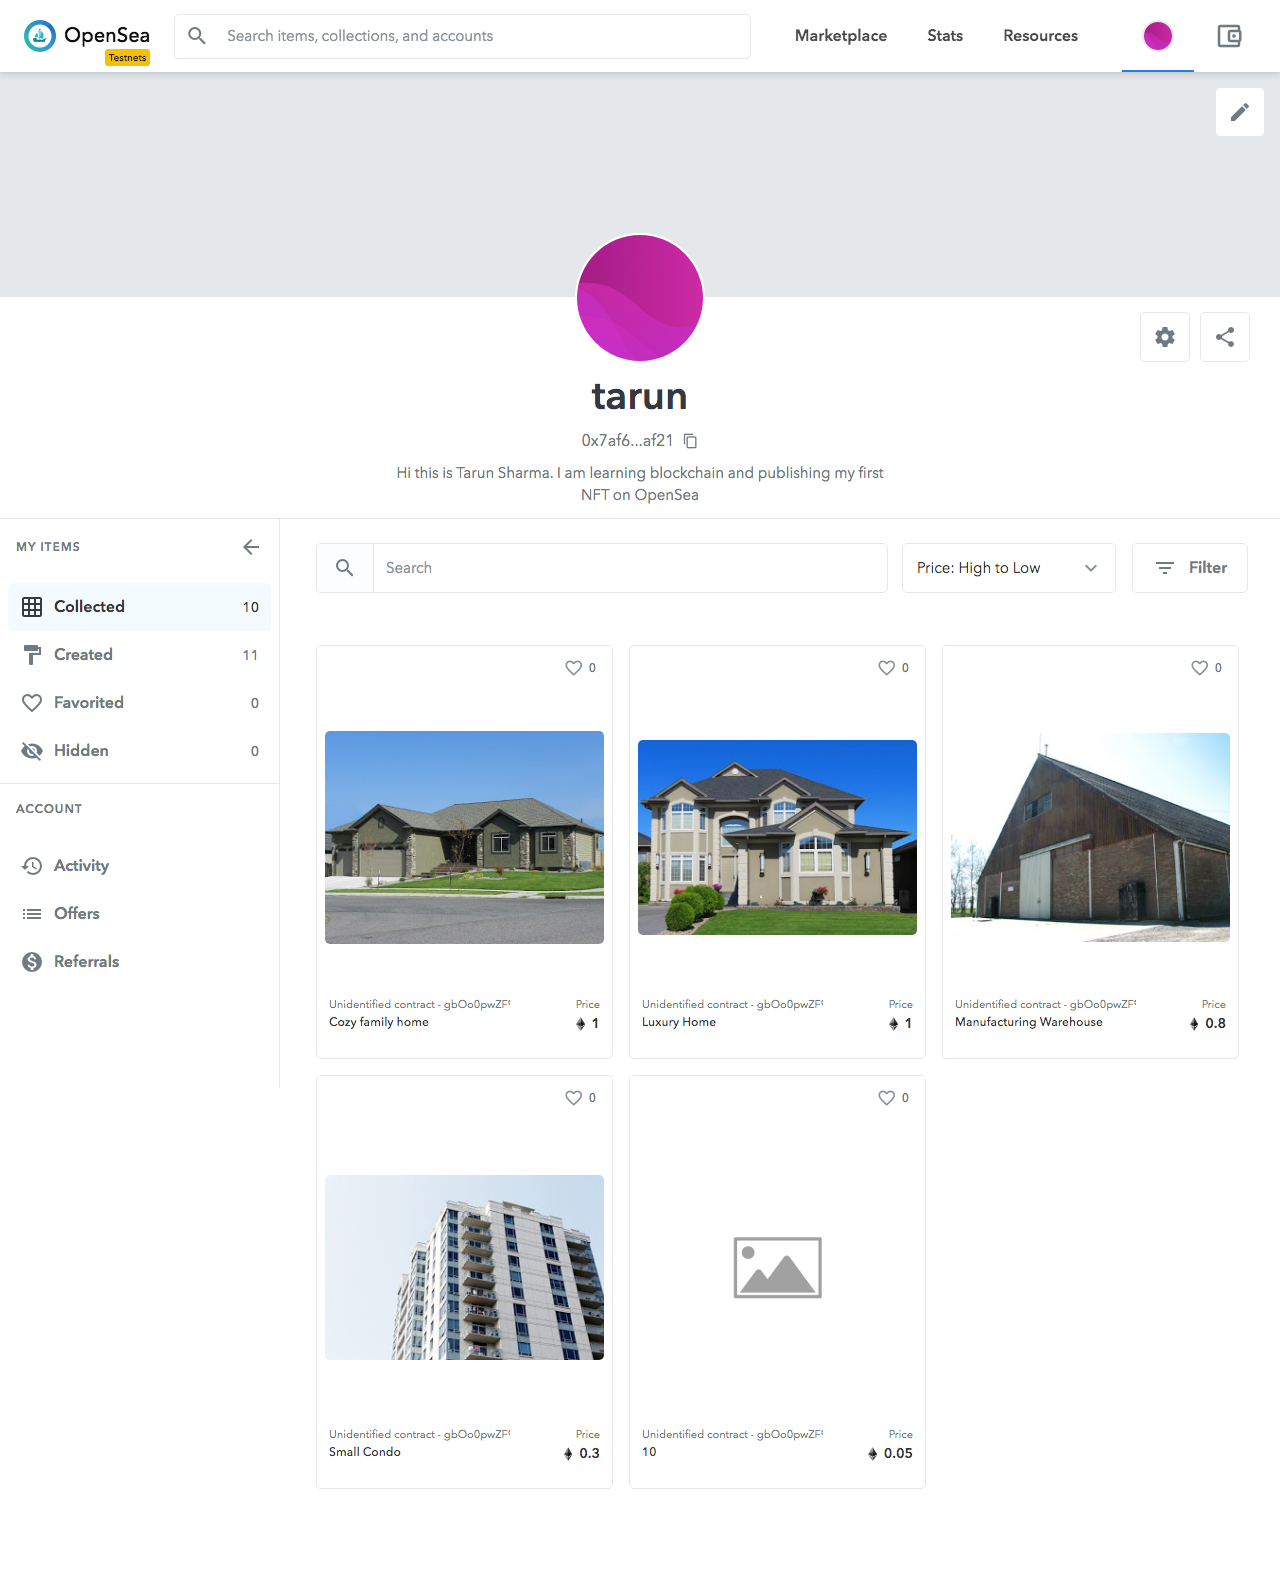 OpenSea
Testnets
Search items, collections, and accounts
Marketplace
Stats
Resources
tarun
0x7af6...af21
Hi this is Tarun Sharma. I am learning blockchain and publishing my first
NFT on OpenSea
MY ITEMS
Collected 10
Created 11
Favorited 0
Hidden 0
ACCOUNT
Activity
Offers
Referrals
Search
Price: High to Low
Filter
0
Unidentified contract - gbOo0pwZF
Price
Cozy family home
1
0
Unidentified contract - gbOo0pwZF
Price
Luxury Home
1
0
Unidentified contract - gbOo0pwZF
Price
Manufacturing Warehouse
0.8
0
Unidentified contract - gbOo0pwZF
Price
Small Condo
0.3
0
Unidentified contract - gbOo0pwZF
Price
10
0.05